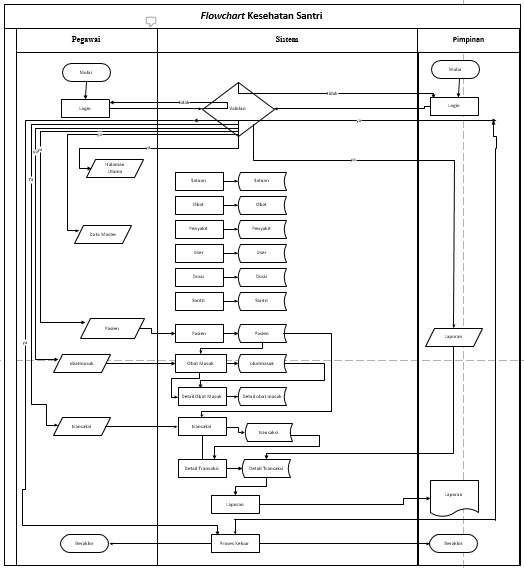 Flowchart Kesehatan Santri
Pegawai
Sistem
Pimpinan
Mulai
Mulai
Login
tidak
Validasi
tidak
Login
ya
ya
ya
ya
Halaman
Utama
Satuan
Satuan
Obat
Obat
Penyakit
Penyakit
Data Master
User
User
Dosis
Dosis
Santri
Santri
Pasien
Pasien
Pasien
Laporan
obatmasuk
Obat Masuk
obatmasuk
Detail Obat Masuk
Detail obat masuk
transaksi
transaksi
transaksi
Detail Transaksi
Detail Transaksi
Laporan
Laporan
Berakhir
Proses Keluar
Berakhir